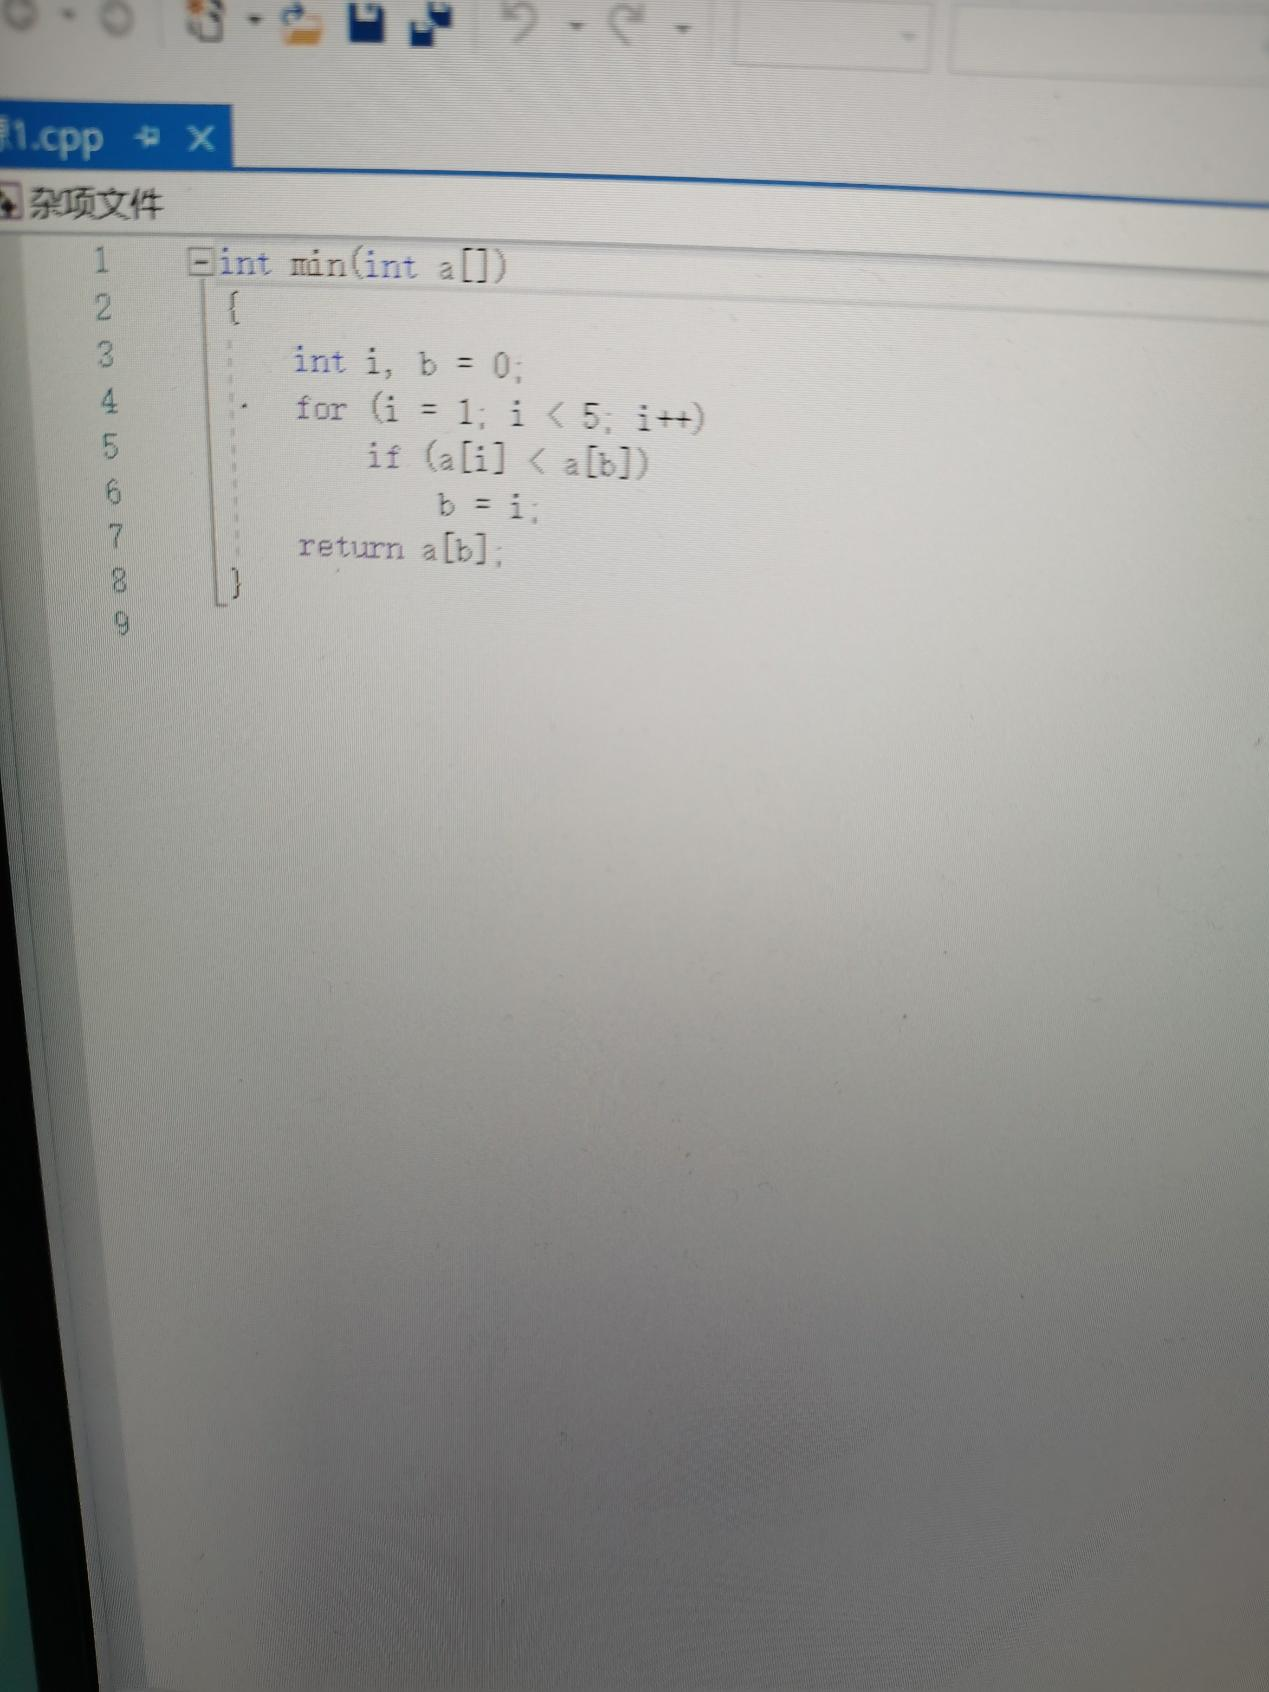 1.cpp
杂项文件
1 int min(int a[])
2 {
3 int i, b = 0;
4 for (i = 1; i < 5; i++)
5 if (a[i] < a[b])
6 b = i;
7 return a[b];
8 }
9